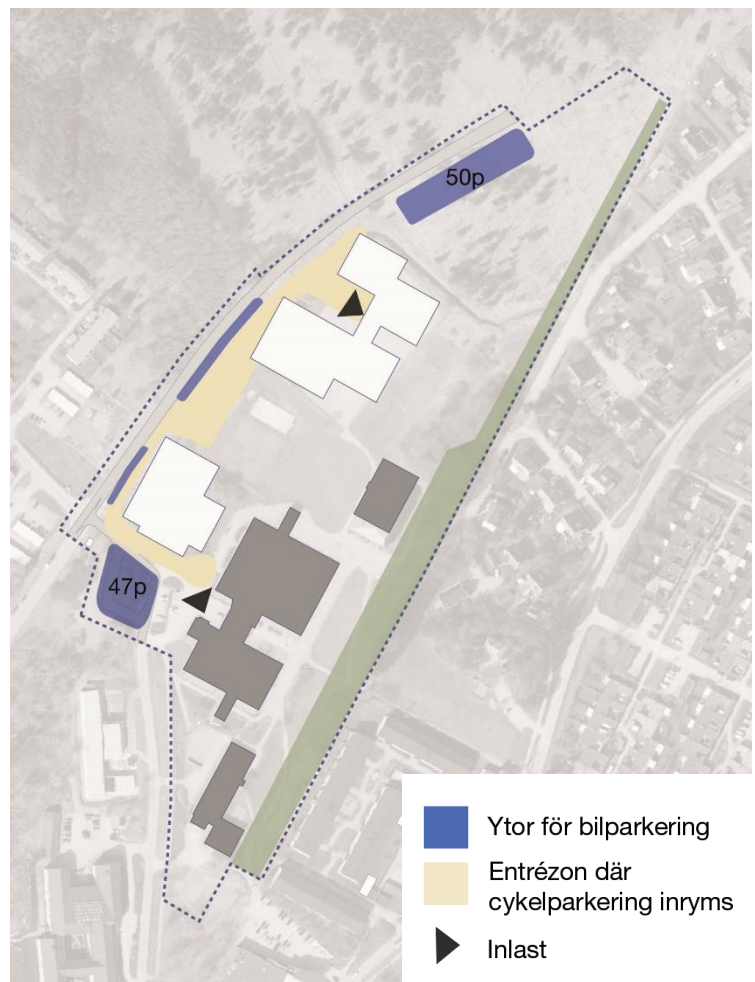 50p
47p
Ytor för bilparkering
Entrézon där
cykelparkering inryms
Inlast